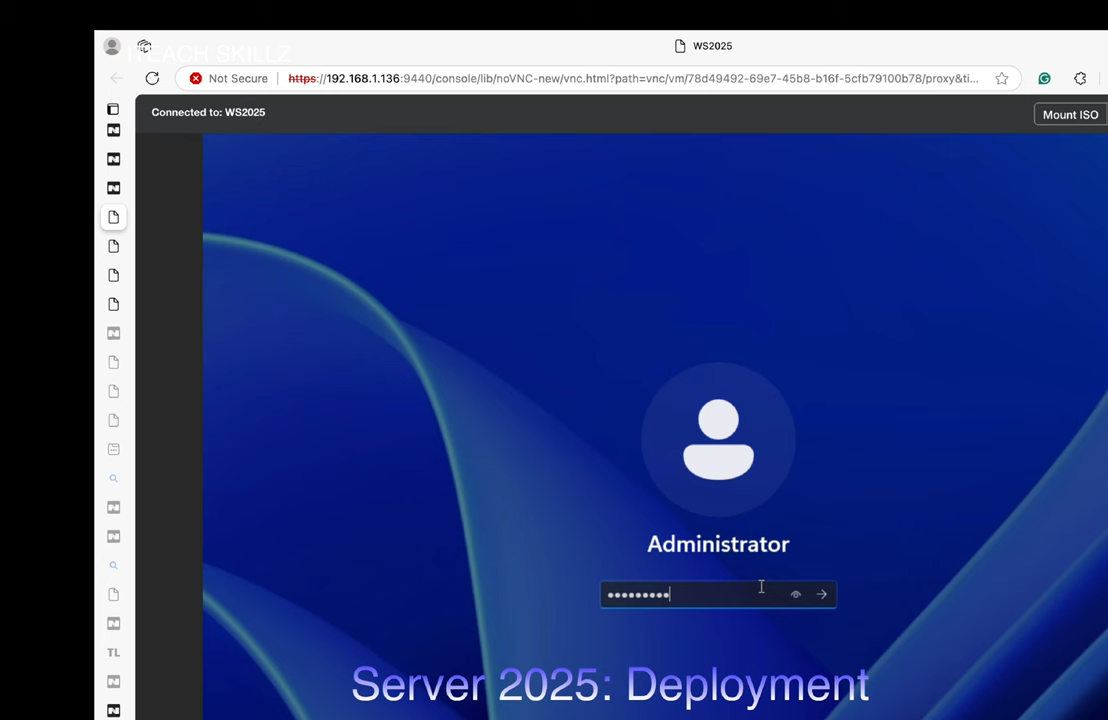 WS2025
ITEACH SKILLZ
Not Secure https://192.168.1.136:9440/console/lib/noVNC-new/vnc.html?path=vnc/vm/78d49492-69e7-45b8-b16f-5cfb79100b78/proxy&ti...
Connected to: WS2025
Mount ISO
Administrator
Server 2025: Deployment
TL